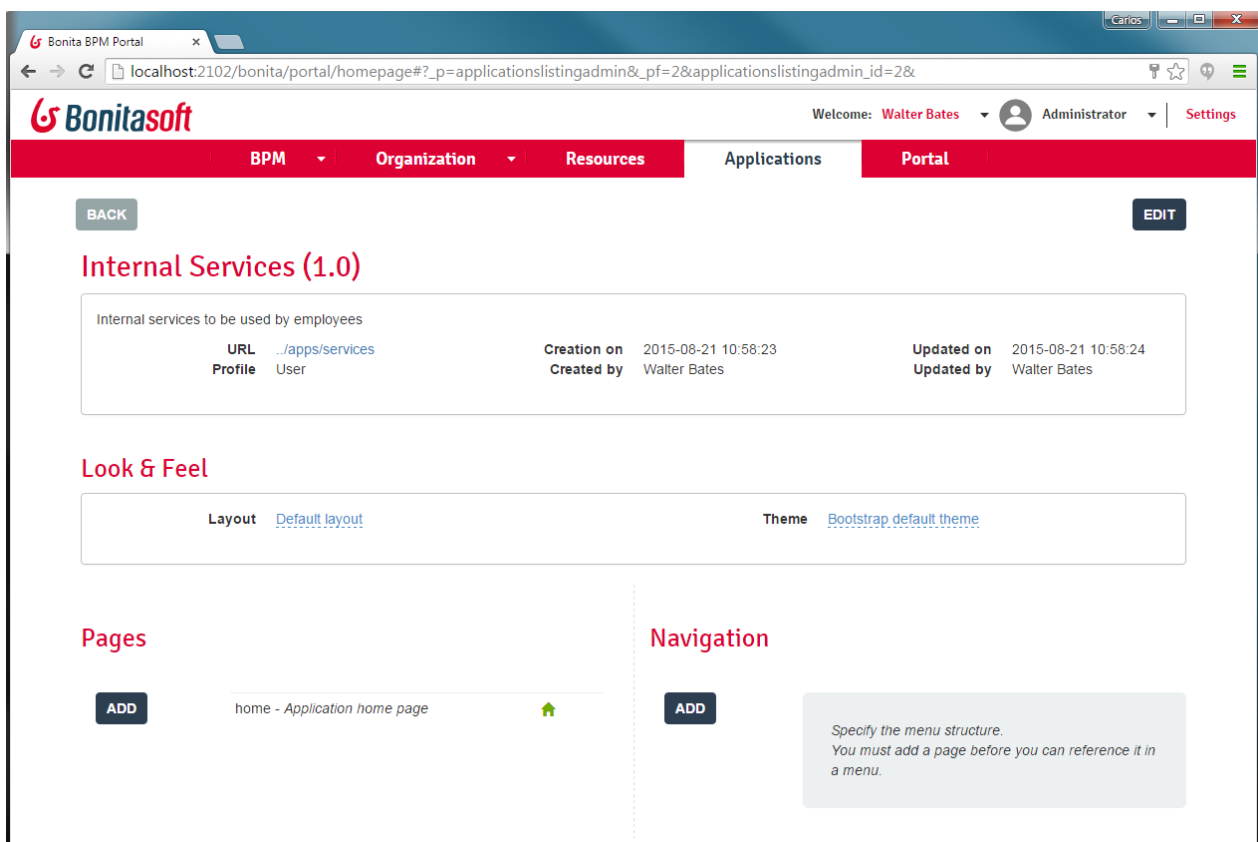 Carlos
Bonita BPM Portal
localhost:2102/bonita/portal/homepage#?_p=applicationslistingadmin&_pf=2&applicationslistingadmin_id=2&
Bonitasoft
Welcome: Walter Bates Administrator Settings
BPM Organization Resources Applications Portal
BACK EDIT
Internal Services (1.0)
Internal services to be used by employees
URL ../apps/services Creation on 2015-08-21 10:58:23 Updated on 2015-08-21 10:58:24
Profile User Created by Walter Bates Updated by Walter Bates
Look & Feel
Layout Default layout Theme Bootstrap default theme
Pages Navigation
ADD home - Application home page ADD
Specify the menu structure.
You must add a page before you can reference it in
a menu.